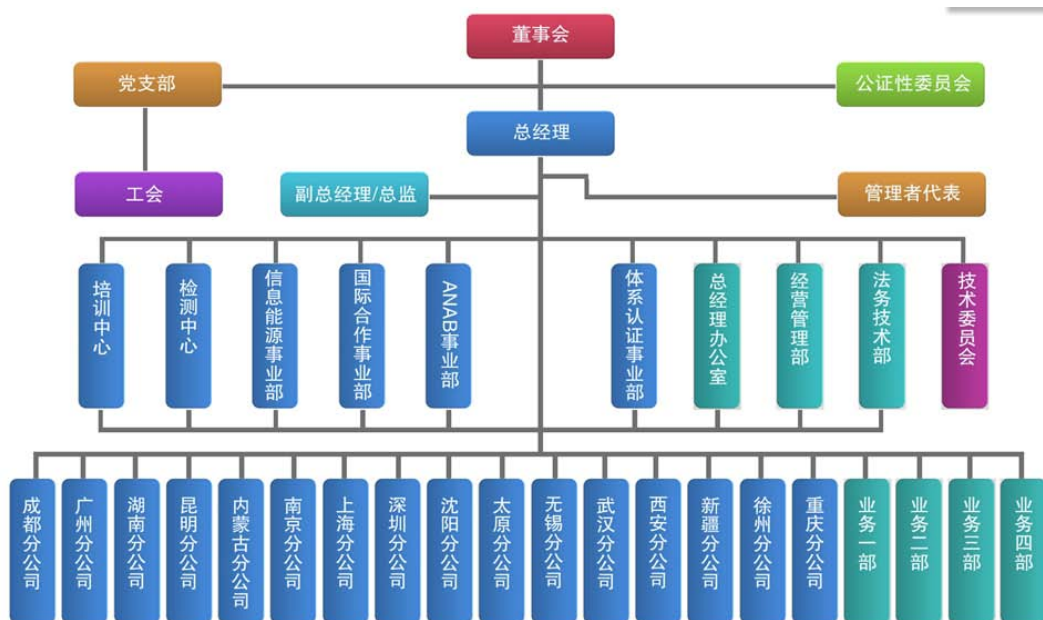 董事会
党支部
公证性委员会
总经理
工会
副总经理/总监
管理者代表
培训中心
检测中心
信息能源事业部
国际合作事业部
ANAB事业部
体系认证事业部
总经理办公室
经营管理部
法务技术部
技术委员会
成都分公司
广州分公司
湖南分公司
昆明分公司
内蒙古分公司
南京分公司
上海分公司
深圳分公司
沈阳分公司
太原分公司
无锡分公司
武汉分公司
西安分公司
新疆分公司
徐州分公司
重庆分公司
业务一部
业务二部
业务三部
业务四部